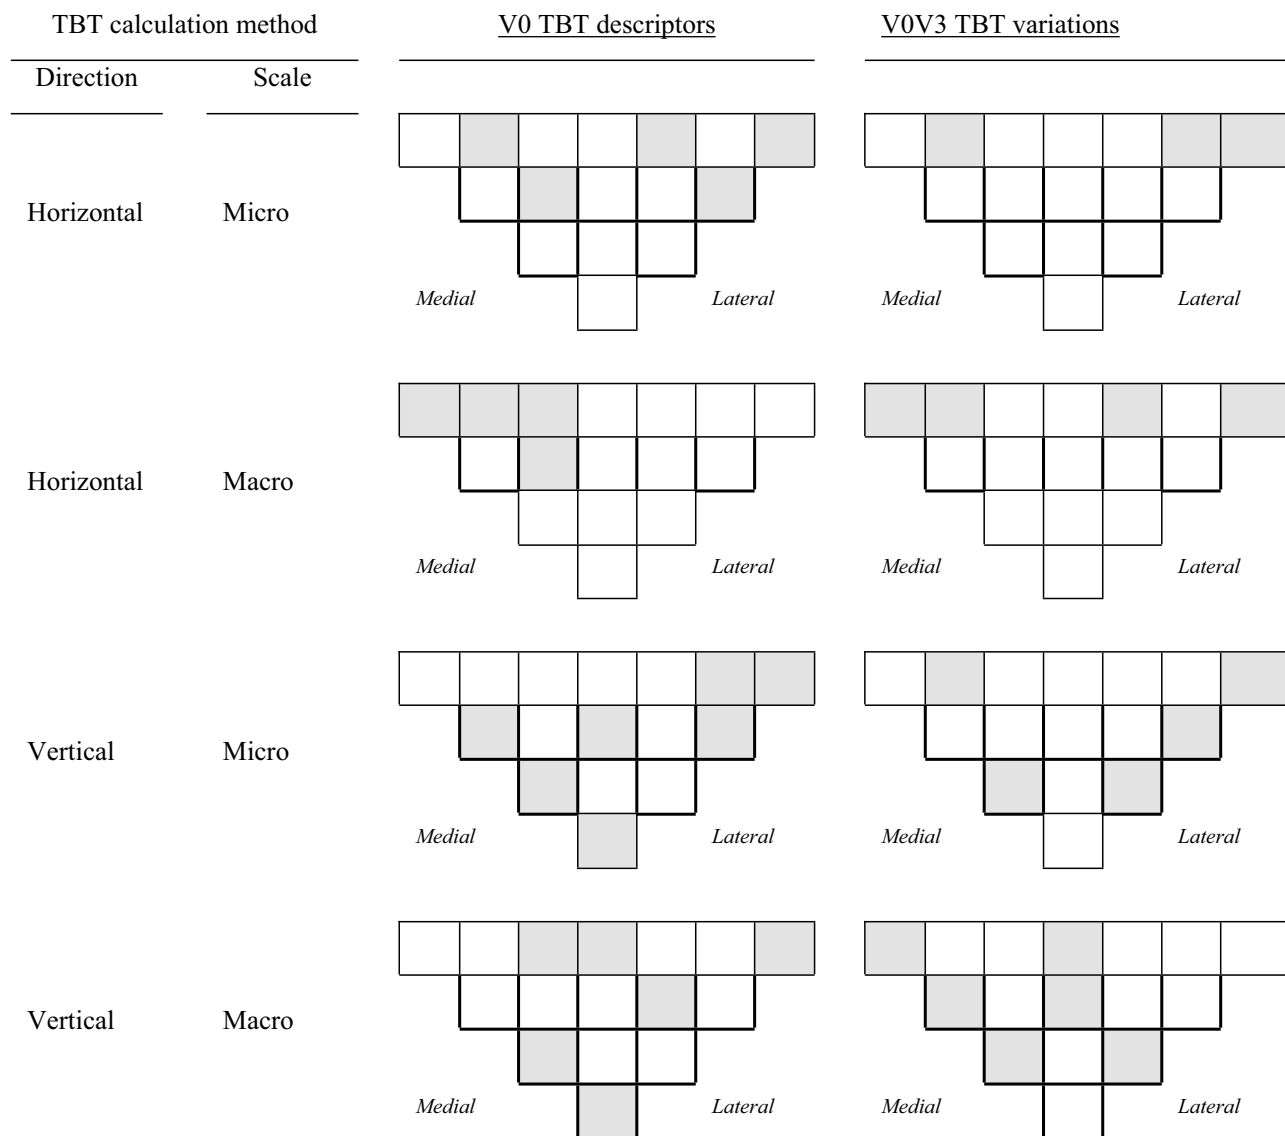 TBT calculation method V0 TBT descriptors V0V3 TBT variations
Direction Scale
Horizontal Micro
Medial Lateral Medial Lateral
Horizontal Macro
Medial Lateral Medial Lateral
Vertical Micro
Medial Lateral Medial Lateral
Vertical Macro
Medial Lateral Medial Lateral